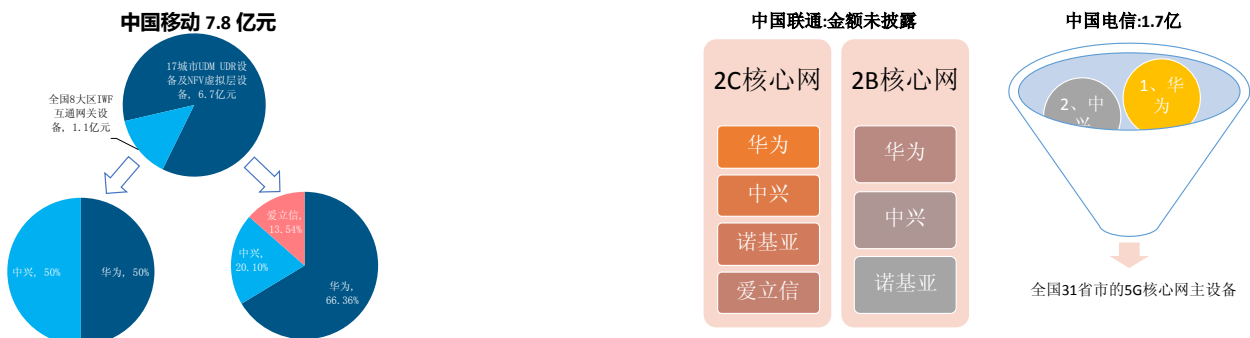 中国移动 7.8 亿元
17城市UDM UDR设
备及NFV虚拟层设
备, 6.7亿元
全国8大区IWF
互通网关设
备, 1.1亿元
中兴, 50%
华为, 50%
爱立信,
13.54%
中兴,
20.10%
华为,
66.36%
中国联通:金额未披露
2C核心网
华为
中兴
诺基亚
爱立信
2B核心网
华为
中兴
诺基亚
中国电信:1.7亿
2、中
兴
1、华
为
全国31省市的5G核心网主设备